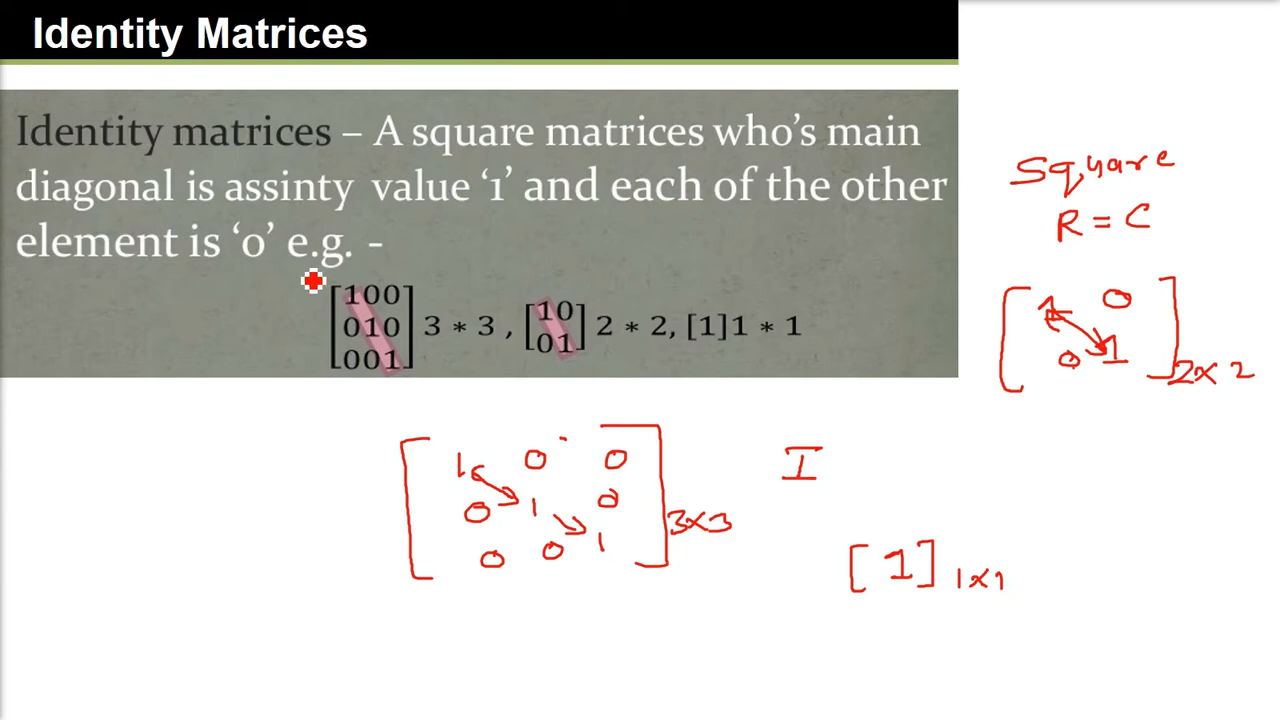 Identity Matrices
Identity matrices – A square matrices who's main
diagonal is assinty value '1' and each of the other
element is '0' e.g. -
[100
010
001] 3 * 3 , [10
01] 2 * 2, [1]1 * 1
Square
R = C
[1 0
0 1] 2x2
[1 0 0
0 1 0
0 0 1] 3x3
I
[1] 1x1